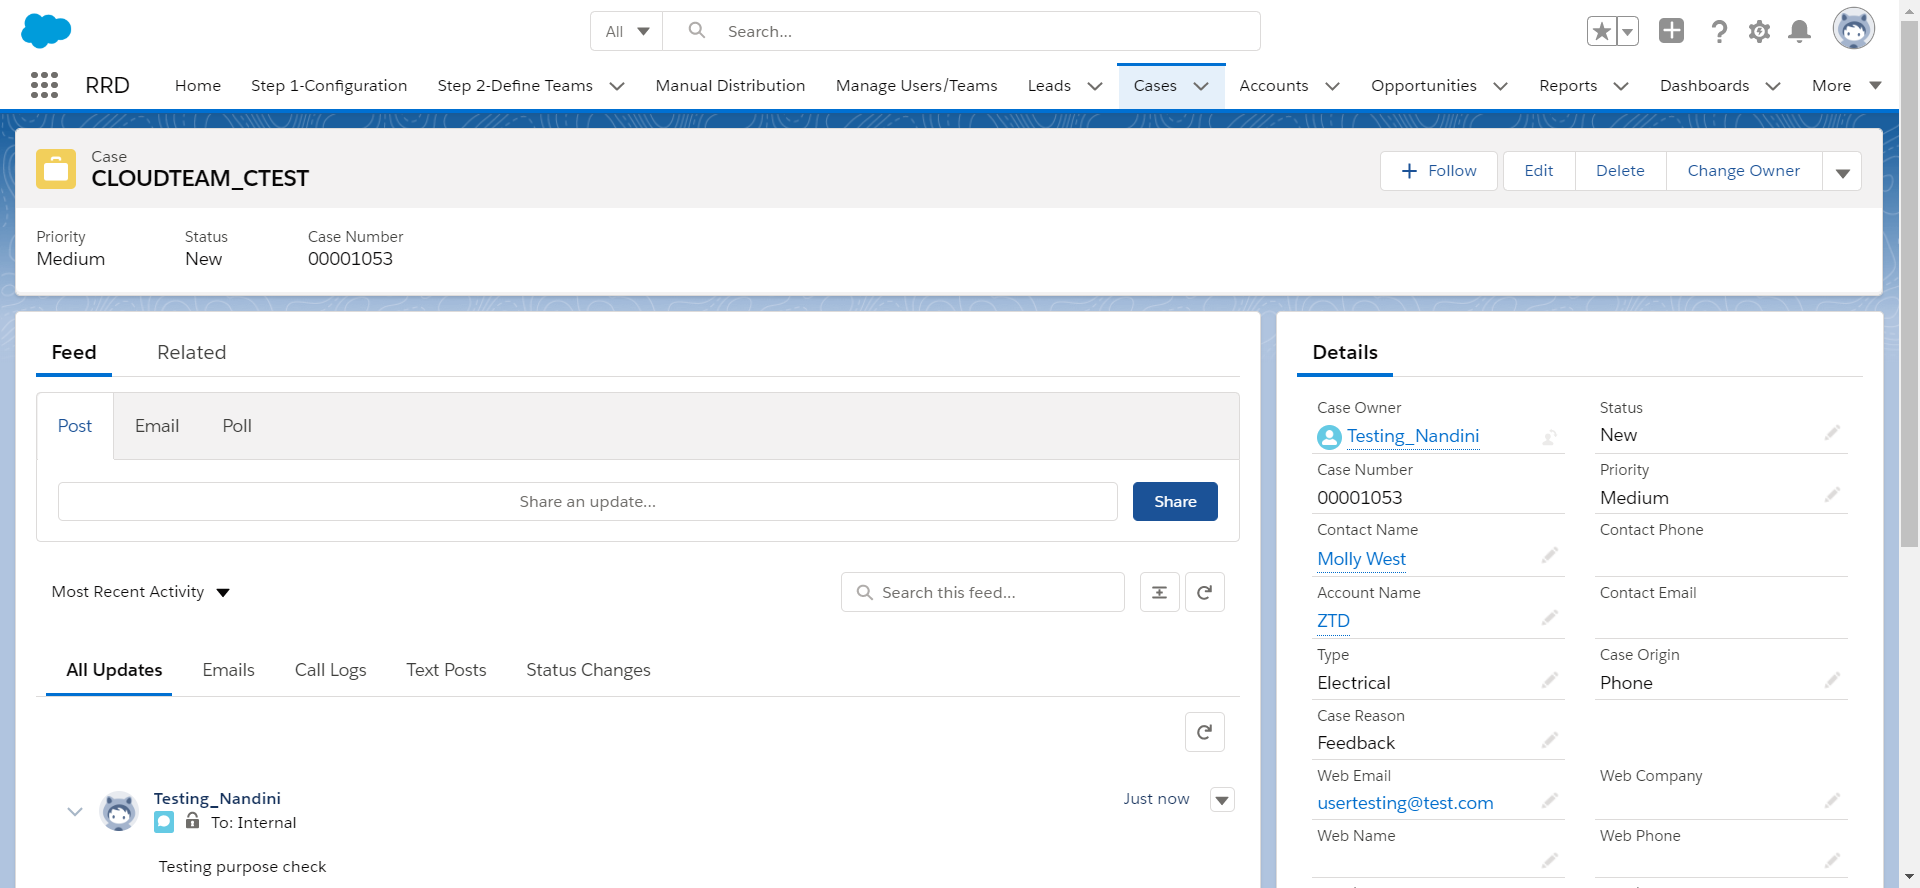 All
Search...
RRD
Home
Step 1-Configuration
Step 2-Define Teams
Manual Distribution
Manage Users/Teams
Leads
Cases
Accounts
Opportunities
Reports
Dashboards
More
Case
CLOUDTEAM_CTEST
Follow
Edit
Delete
Change Owner
Priority
Medium
Status
New
Case Number
00001053
Feed
Related
Post
Email
Poll
Share an update...
Share
Most Recent Activity
Search this feed...
All Updates
Emails
Call Logs
Text Posts
Status Changes
Testing_Nandini
Just now
To: Internal
Testing purpose check
Details
Case Owner
Testing_Nandini
Status
New
Case Number
00001053
Priority
Medium
Contact Name
Molly West
Contact Phone
Account Name
ZTD
Contact Email
Type
Electrical
Case Origin
Phone
Case Reason
Feedback
Web Email
usertesting@test.com
Web Company
Web Name
Web Phone